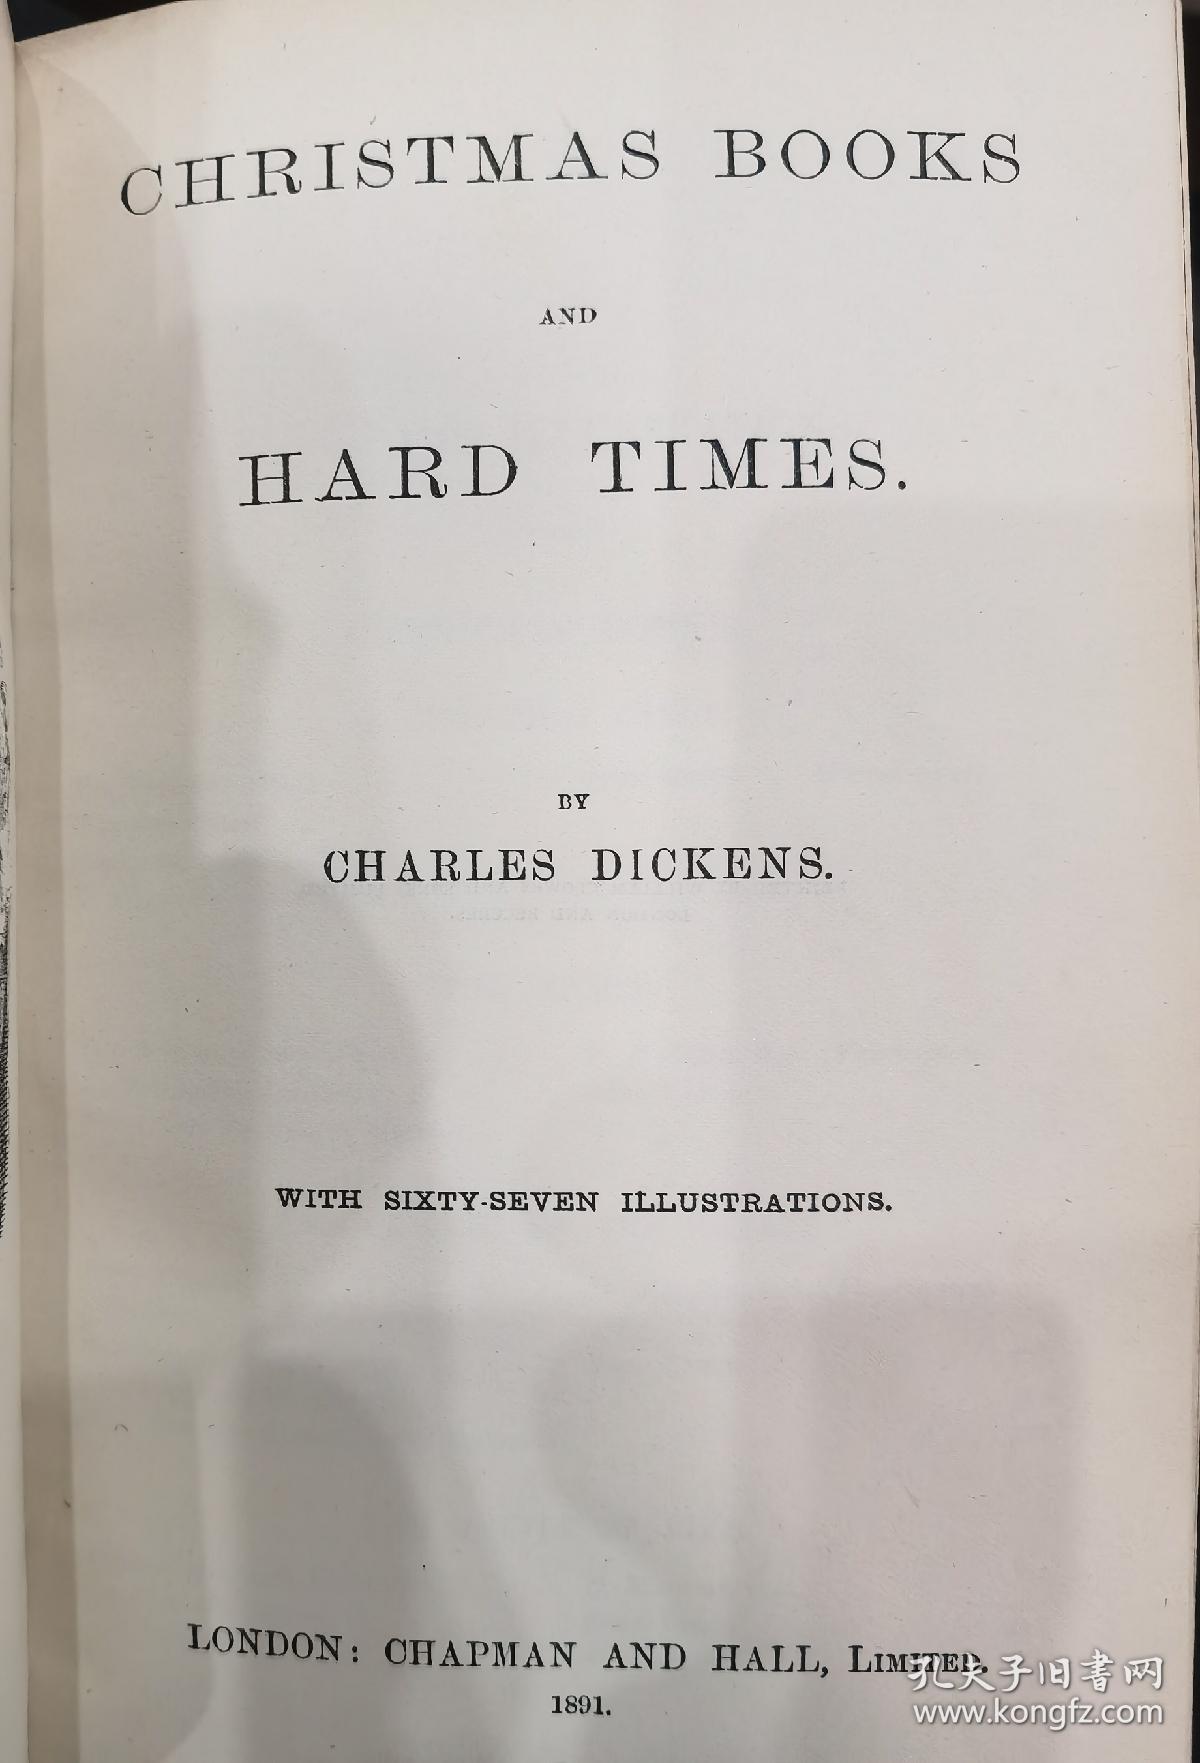 CHRISTMAS BOOKS
AND
HARD TIMES.
BY
CHARLES DICKENS.
WITH SIXTY-SEVEN ILLUSTRATIONS.
LONDON: CHAPMAN AND HALL, LIMITED.
1891.
孔夫子旧书网
www.kongfz.com